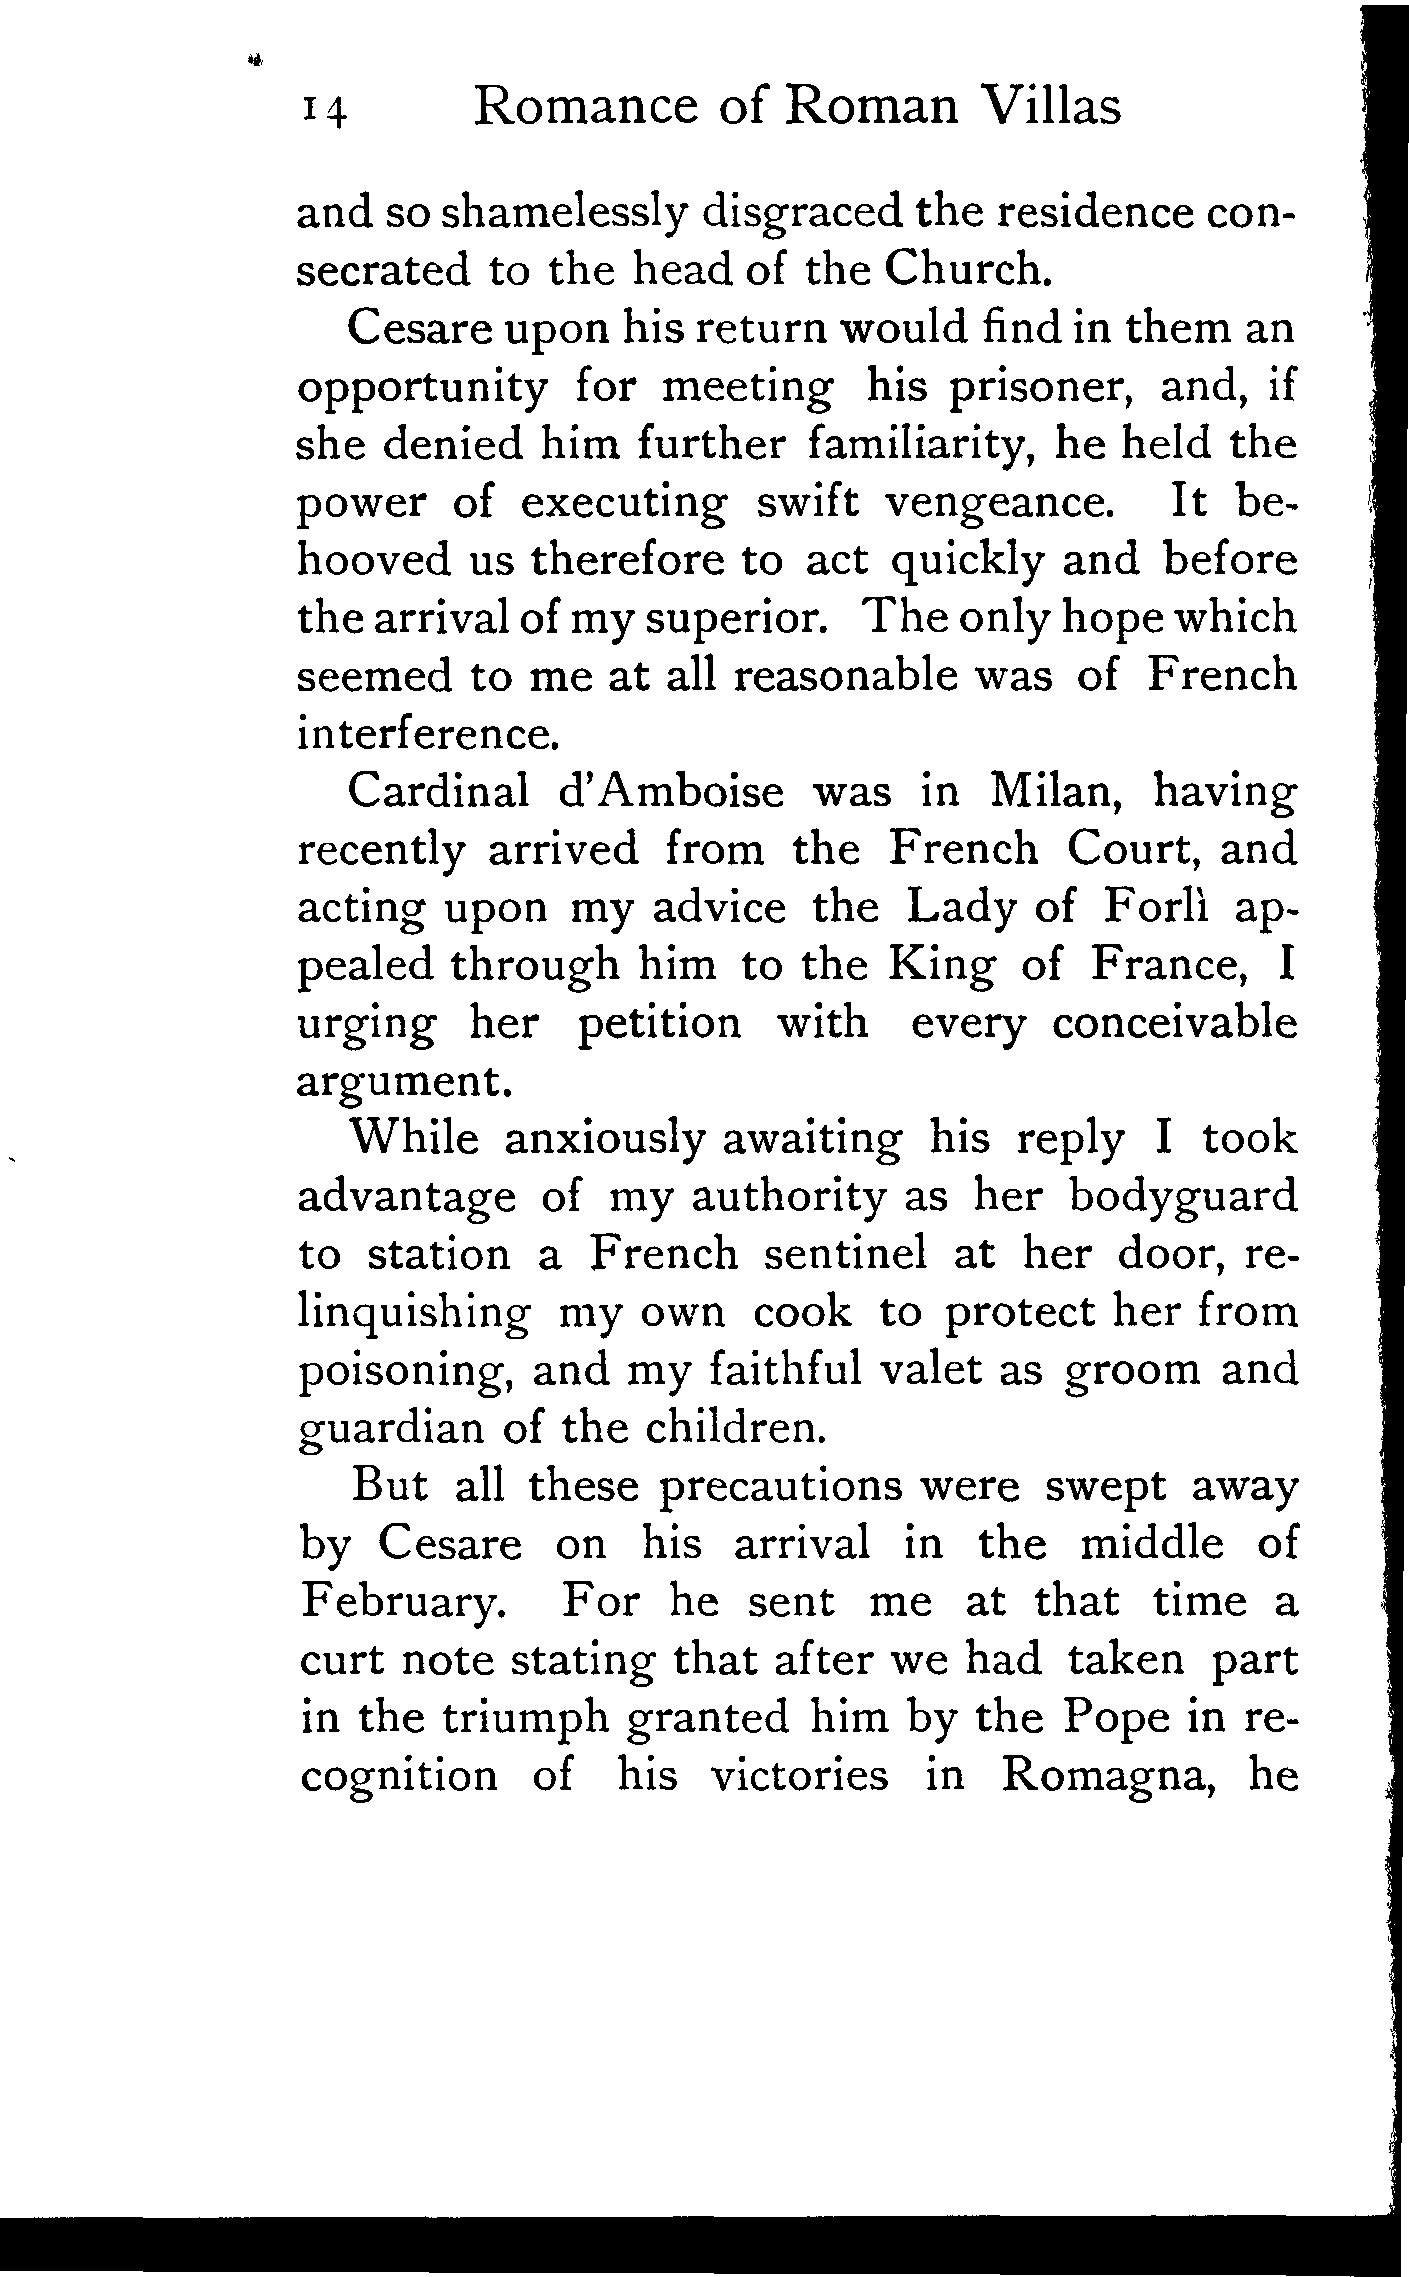 14 Romance of Roman Villas
and so shamelessly disgraced the residence con-
secrated to the head of the Church.
Cesare upon his return would find in them an
opportunity for meeting his prisoner, and, if
she denied him further familiarity, he held the
power of executing swift vengeance. It be-
hooved us therefore to act quickly and before
the arrival of my superior. The only hope which
seemed to me at all reasonable was of French
interference.
Cardinal d'Amboise was in Milan, having
recently arrived from the French Court, and
acting upon my advice the Lady of Forlì ap-
pealed through him to the King of France, I
urging her petition with every conceivable
argument.
While anxiously awaiting his reply I took
advantage of my authority as her bodyguard
to station a French sentinel at her door, re-
linquishing my own cook to protect her from
poisoning, and my faithful valet as groom and
guardian of the children.
But all these precautions were swept away
by Cesare on his arrival in the middle of
February. For he sent me at that time a
curt note stating that after we had taken part
in the triumph granted him by the Pope in re-
cognition of his victories in Romagna, he